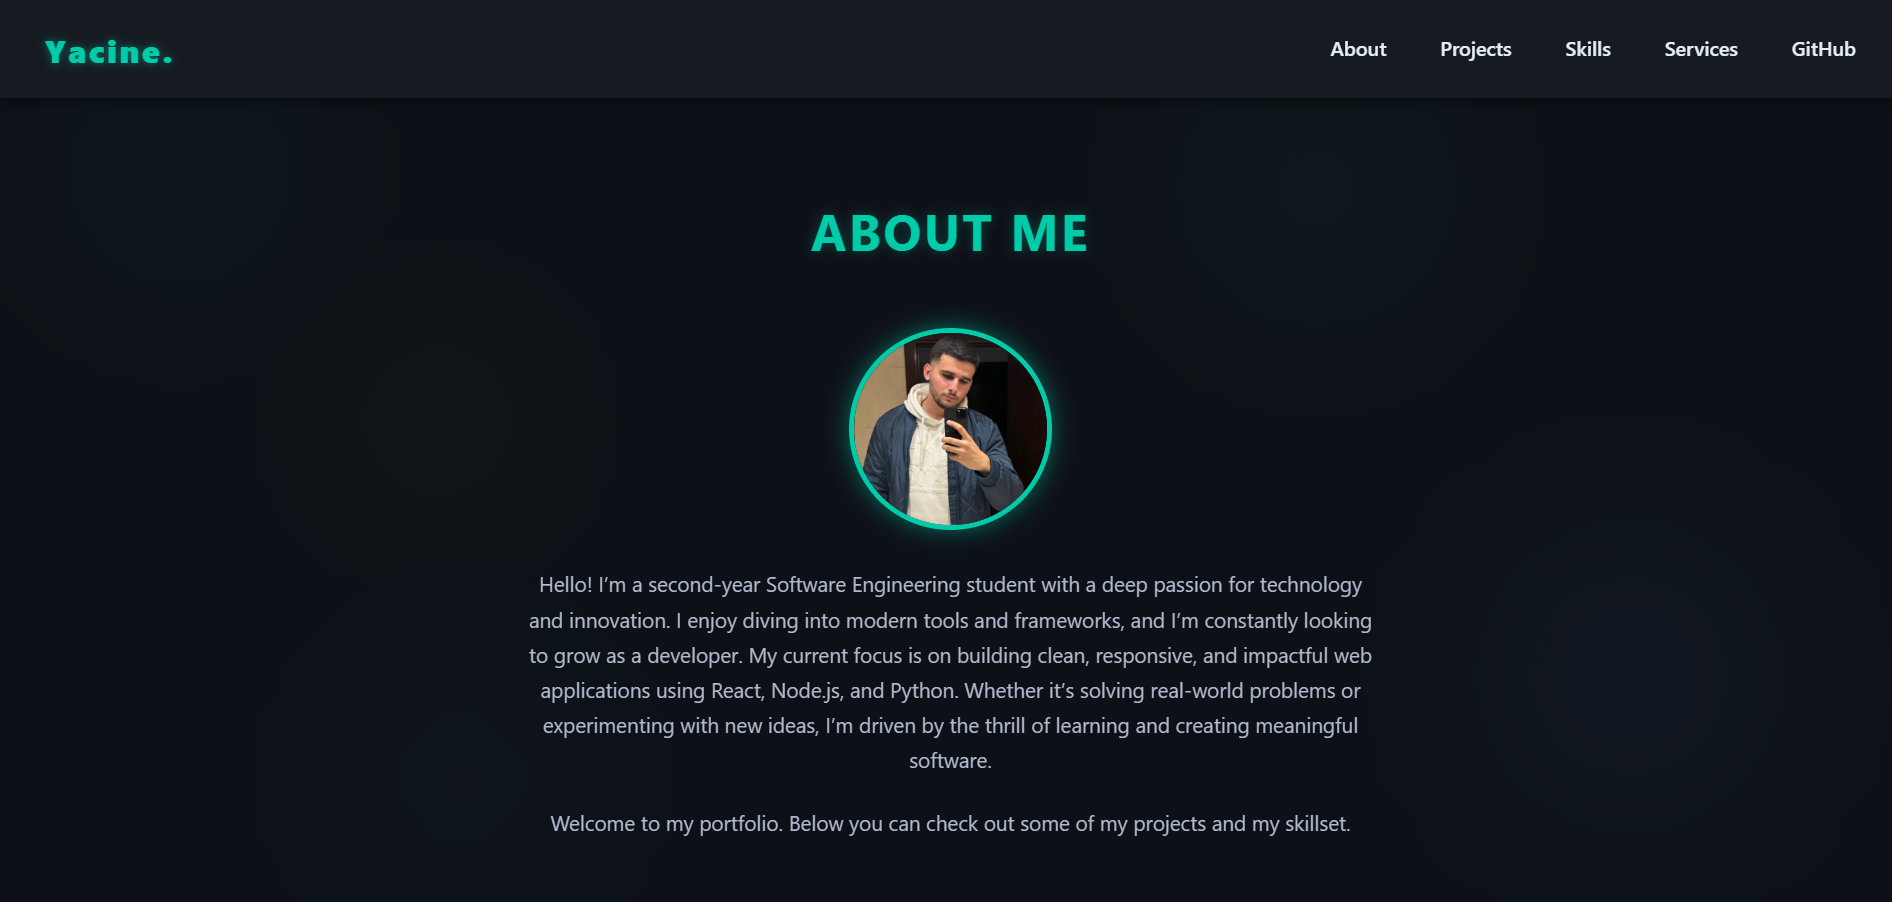 Yacine.
About Projects Skills Services GitHub
ABOUT ME
Hello! I’m a second-year Software Engineering student with a deep passion for technology
and innovation. I enjoy diving into modern tools and frameworks, and I’m constantly looking
to grow as a developer. My current focus is on building clean, responsive, and impactful web
applications using React, Node.js, and Python. Whether it’s solving real-world problems or
experimenting with new ideas, I’m driven by the thrill of learning and creating meaningful
software.
Welcome to my portfolio. Below you can check out some of my projects and my skillset.